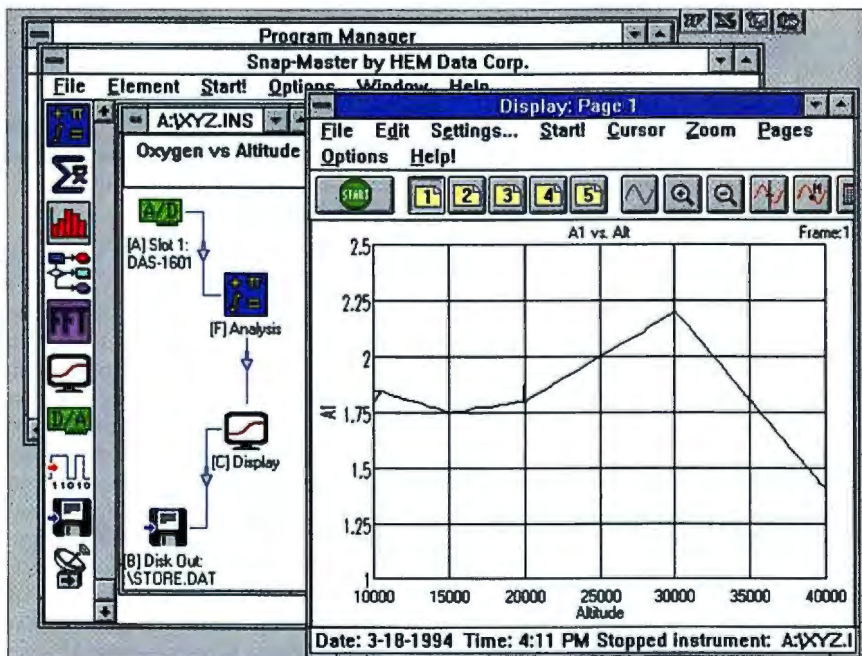 Program Manager
Snap-Master by HEM Data Corp.
File Element Start! Options Window Help
A:\XYZ.INS
Oxygen vs Altitude
A/D
[A] Slot 1:
DAS-1601
[F] Analysis
[C] Display
[B] Disk Out:
\STORE.DAT
FFT
D/A
11010
Display: Page 1
File Edit Settings... Start! Cursor Zoom Pages
Options Help!
START 1 2 3 4 5
A1 vs. Alt Frame:1
2.5
2.25
2
1.75
1.5
1.25
1
A1
10000 15000 20000 25000 30000 35000 40000
Altitude
Date: 3-18-1994 Time: 4:11 PM Stopped instrument: A:\XYZ.I